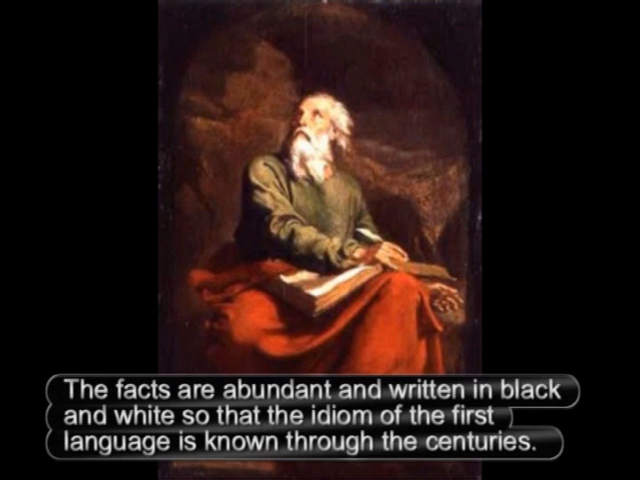 The facts are abundant and written in black
and white so that the idiom of the first
language is known through the centuries.